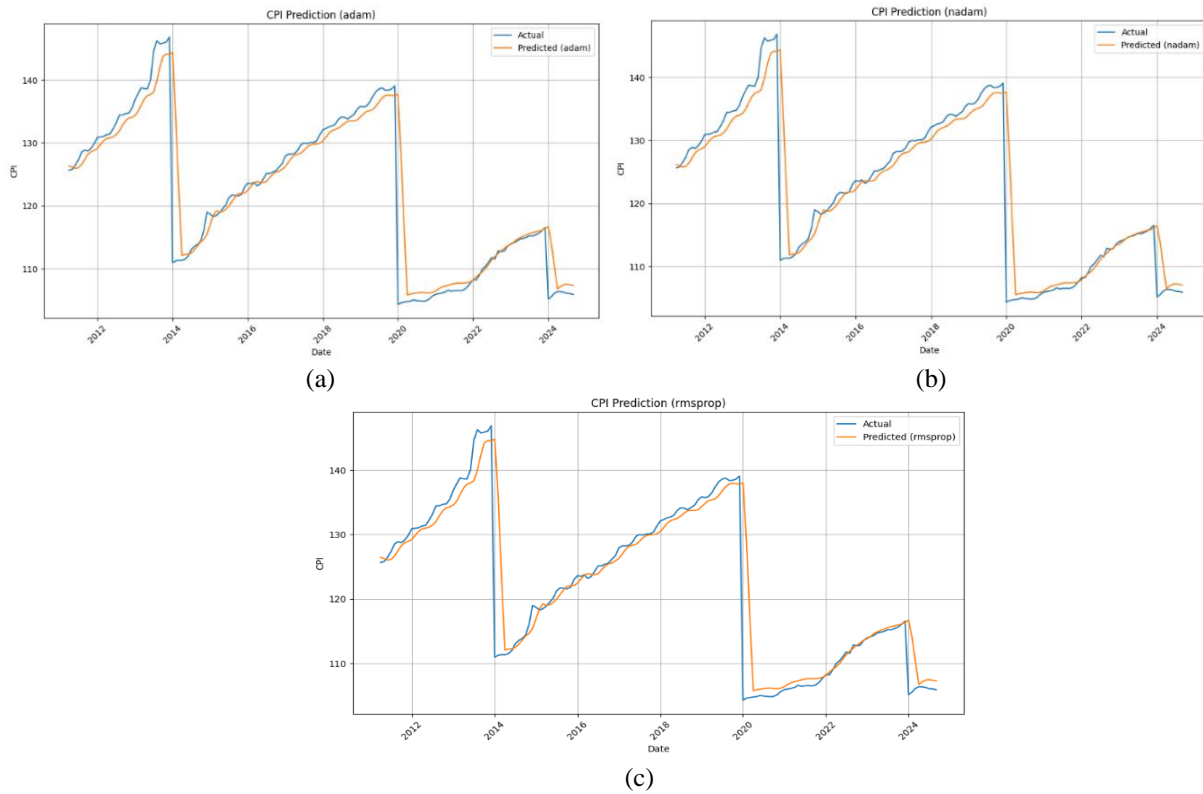 CPI Prediction (adam)
Actual
Predicted (adam)
CPI
140
130
120
110
2012
2014
2016
2018
2020
2022
2024
Date
(a)
CPI Prediction (nadam)
Actual
Predicted (nadam)
CPI
140
130
120
110
2012
2014
2016
2018
2020
2022
2024
Date
(b)
CPI Prediction (rmsprop)
Actual
Predicted (rmsprop)
CPI
140
130
120
110
2012
2014
2016
2018
2020
2022
2024
Date
(c)